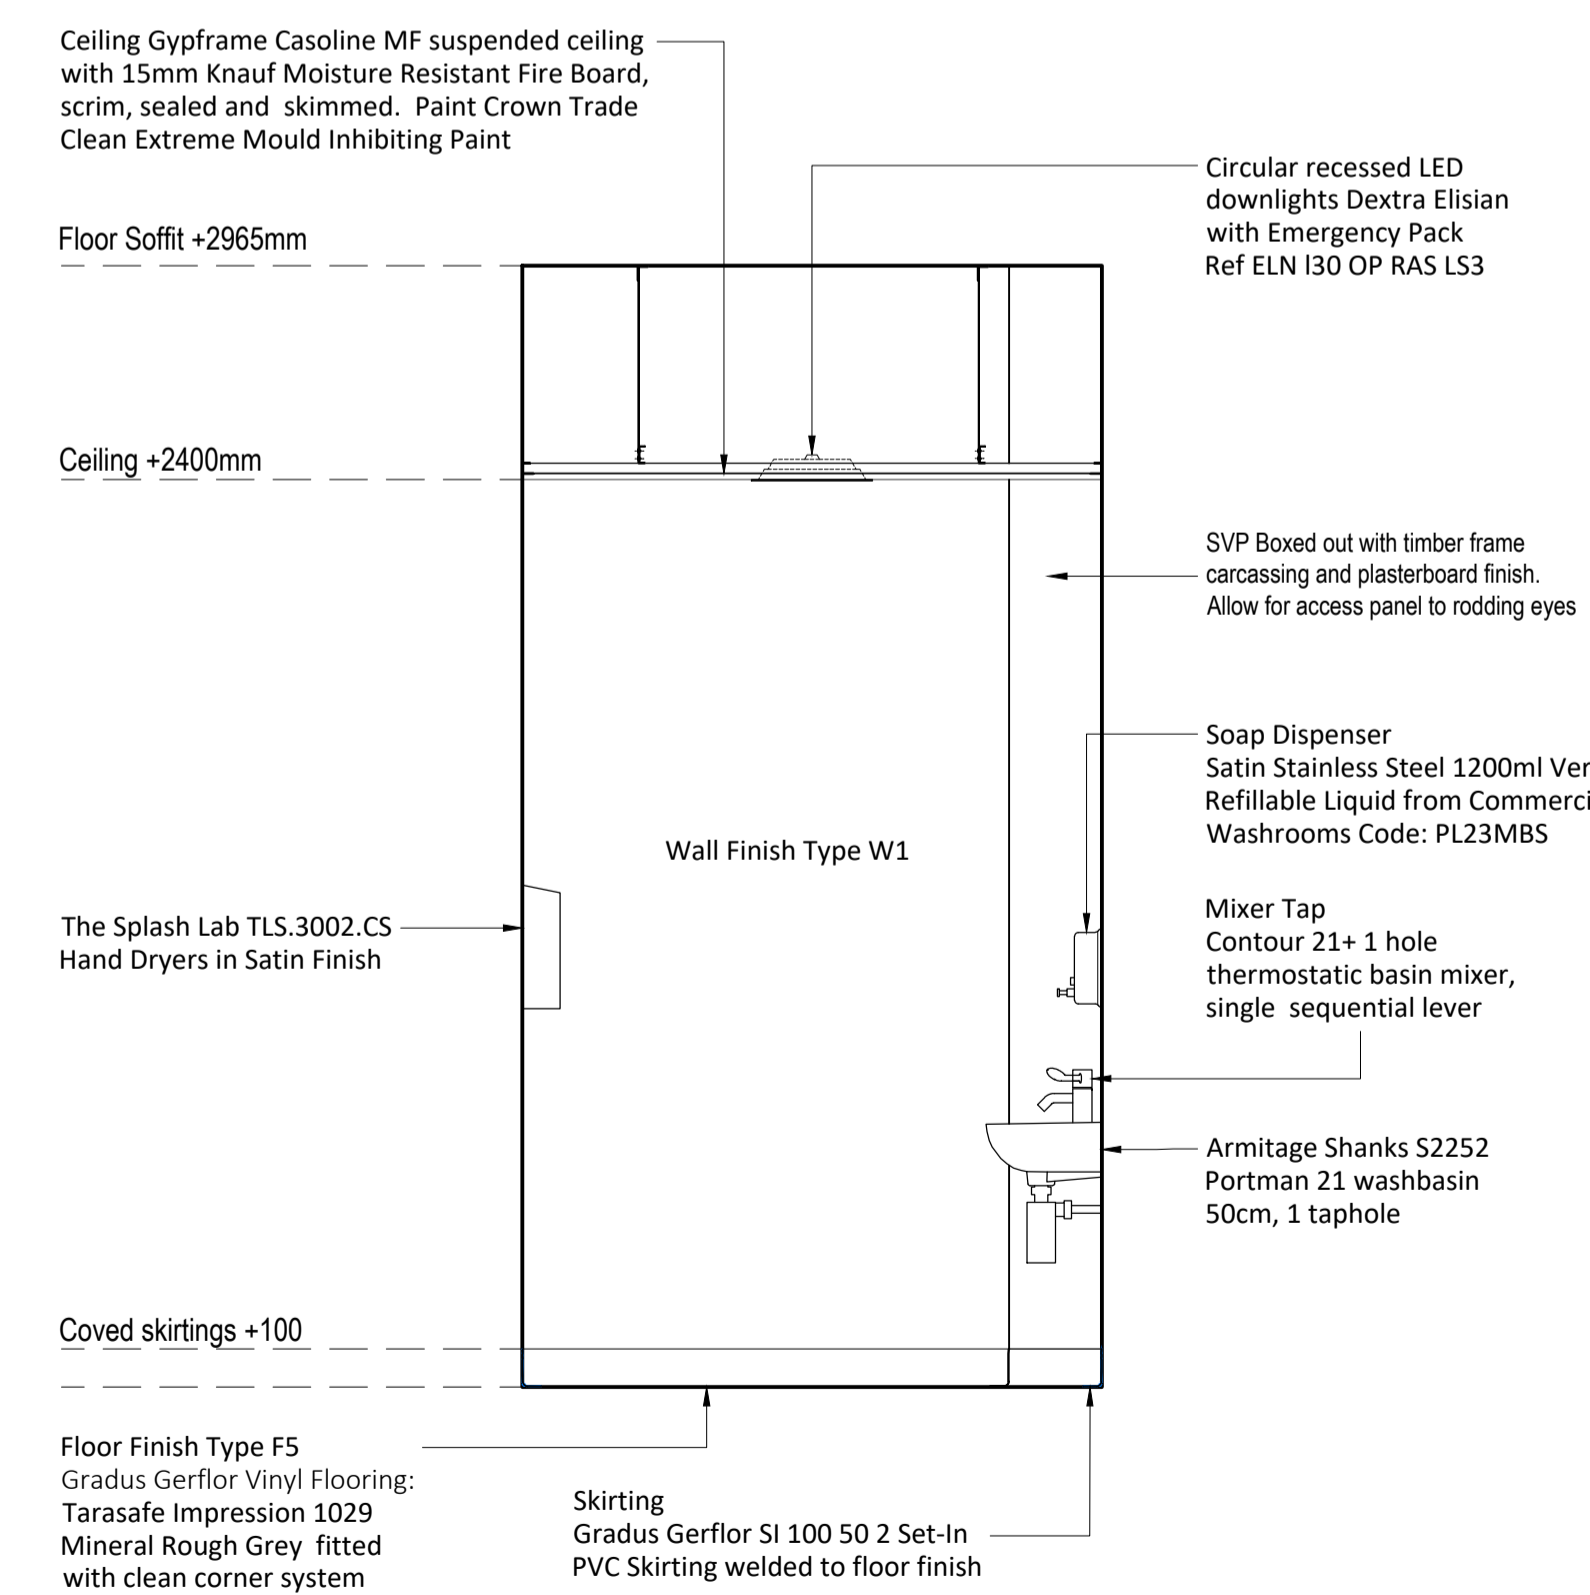 Ceiling Gypframe Casoline MF suspended ceiling
with 15mm Knauf Moisture Resistant Fire Board,
scrim, sealed and skimmed. Paint Crown Trade
Clean Extreme Mould Inhibiting Paint
Circular recessed LED
downlights Dextra Elisian
with Emergency Pack
Ref ELN l30 OP RAS LS3
Floor Soffit +2965mm
Ceiling +2400mm
SVP Boxed out with timber frame
carcassing and plasterboard finish.
Allow for access panel to rodding eyes
Soap Dispenser
Satin Stainless Steel 1200ml Ver
Refillable Liquid from Commerci
Washrooms Code: PL23MBS
Wall Finish Type W1
The Splash Lab TLS.3002.CS
Hand Dryers in Satin Finish
Mixer Tap
Contour 21+ 1 hole
thermostatic basin mixer,
single sequential lever
Armitage Shanks S2252
Portman 21 washbasin
50cm, 1 taphole
Coved skirtings +100
Floor Finish Type F5
Gradus Gerflor Vinyl Flooring:
Tarasafe Impression 1029
Mineral Rough Grey fitted
with clean corner system
Skirting
Gradus Gerflor SI 100 50 2 Set-In
PVC Skirting welded to floor finish